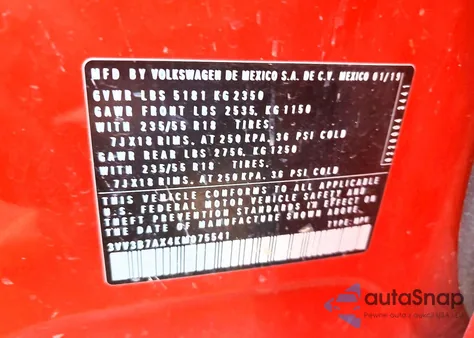 MFD BY VOLKSWAGEN DE MEXICO S.A. DE C.V. MEXICO 01/19
GVWR LBS 5181 KG 2350
GAWR FRONT LBS 2535, KG 1150
WITH 235/55 R18 TIRES.
7JX18 RIMS. AT 250 KPA. 36 PSI COLD
GAWR REAR LBS 2756, KG 1250
WITH 235/55 R18 TIRES.
7JX18 RIMS. AT 250 KPA. 36 PSI COLD
THIS VEHICLE CONFORMS TO ALL APPLICABLE
U.S. FEDERAL MOTOR VEHICLE SAFETY AND
THEFT PREVENTION STANDARDS IN EFFECT ON
THE DATE OF MANUFACTURE SHOWN ABOVE.
3VV3B7AX4KM075541 TYPE:MPV
autoSnap